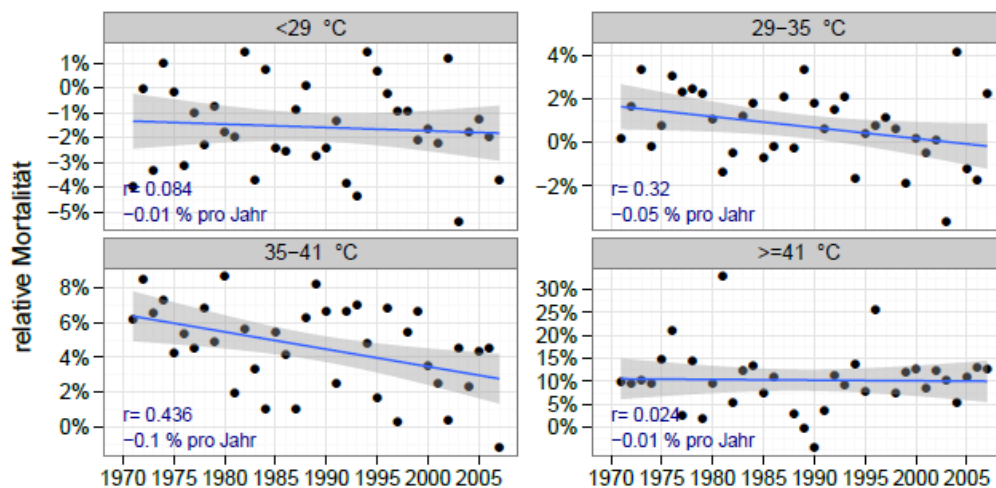 <29 °C
29−35 °C
1%
0%
−1%
−2%
−3%
−4%
−5%
r= 0.084
−0.01 % pro Jahr
4%
2%
0%
−2%
r= 0.32
−0.05 % pro Jahr
relative Mortalität
35−41 °C
>=41 °C
8%
6%
4%
2%
0%
r= 0.436
−0.1 % pro Jahr
30%
25%
20%
15%
10%
5%
0%
r= 0.024
−0.01 % pro Jahr
1970 1975 1980 1985 1990 1995 2000 2005
1970 1975 1980 1985 1990 1995 2000 2005